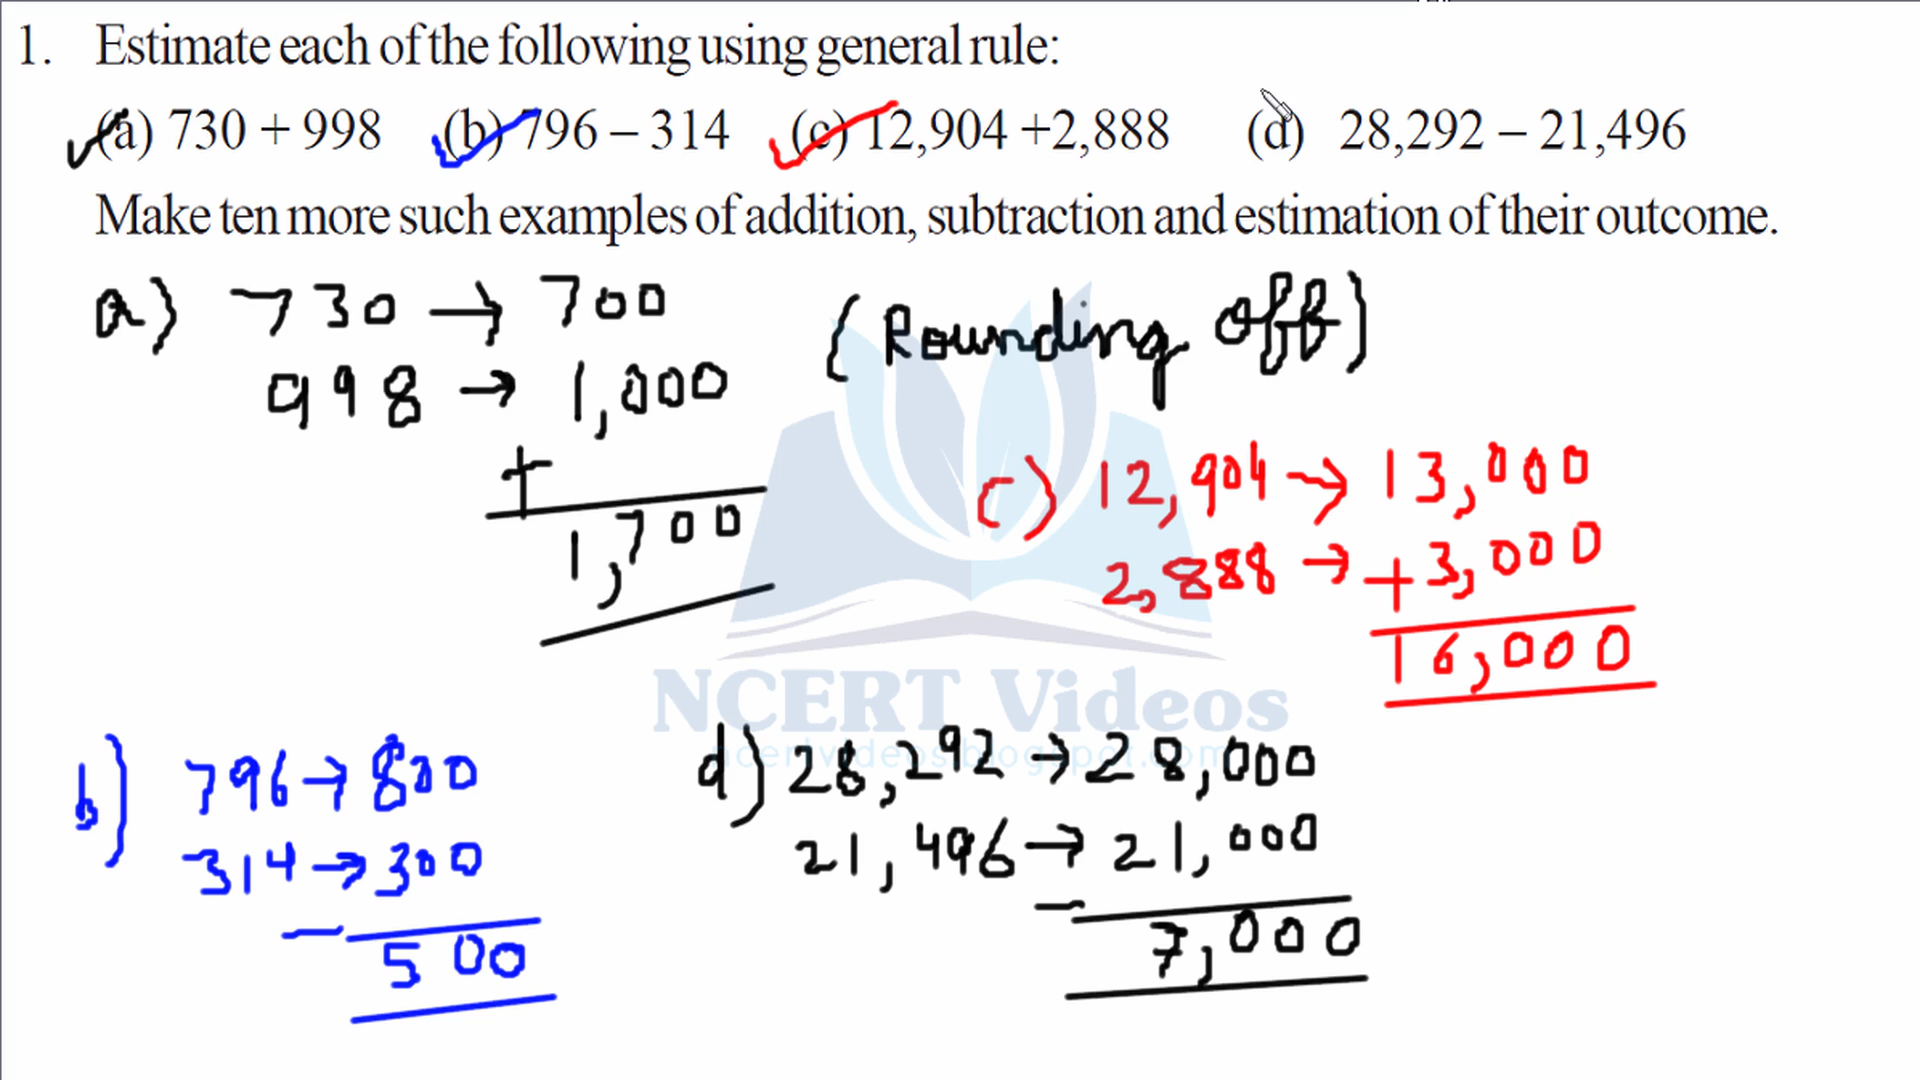 1. Estimate each of the following using general rule:
(a) 730 + 998 (b) 796 – 314 (c) 12,904 +2,888 (d) 28,292 – 21,496
Make ten more such examples of addition, subtraction and estimation of their outcome.
a) 730 → 700 (Rounding off)
998 → 1,000
+
1,700
c) 12,904 → 13,000
2,888 → +3,000
16,000
NCERT Videos
ncertvideos.blogspot.com
b) 796 → 800
314 → 300
–
500
d) 28,292 → 28,000
21,496 → 21,000
–
7,000